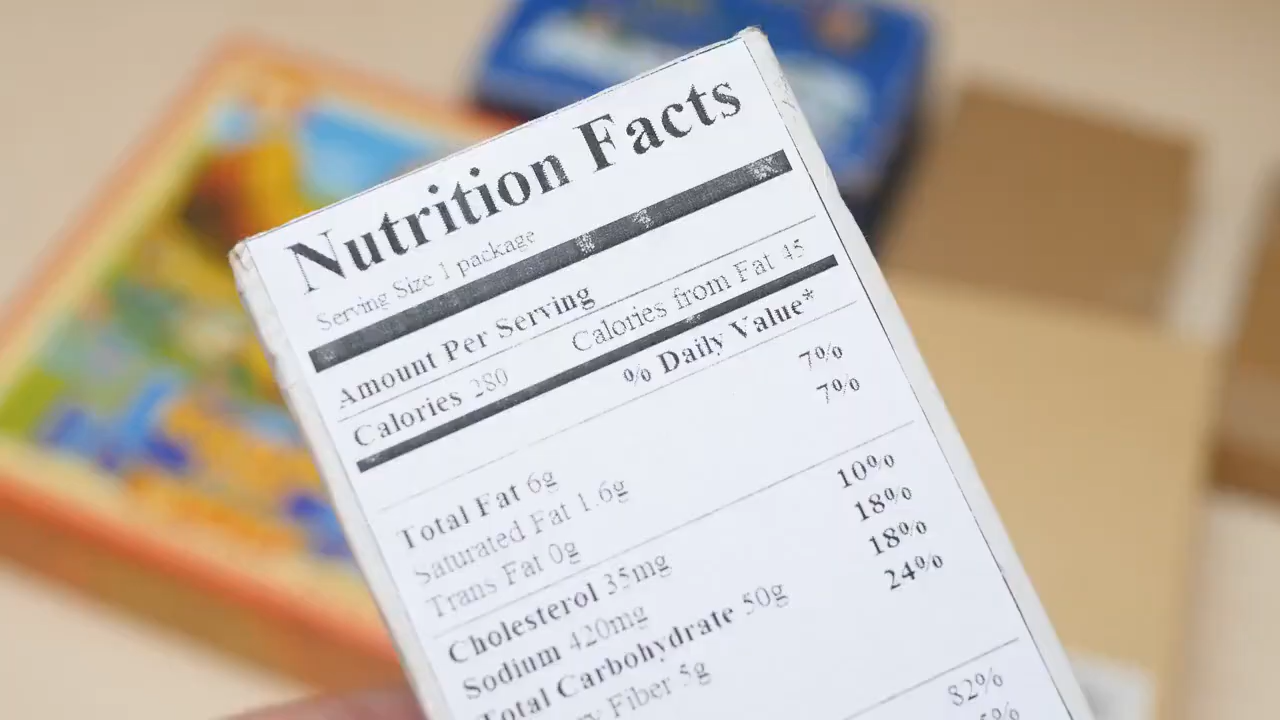 Nutrition Facts
Serving Size 1 package
Amount Per Serving
Calories 280 Calories from Fat 45
% Daily Value*
Total Fat 6g 7%
Saturated Fat 1.6g 7%
Trans Fat 0g
Cholesterol 35mg 10%
Sodium 420mg 18%
Total Carbohydrate 50g 18%
Fiber 5g 24%
82%